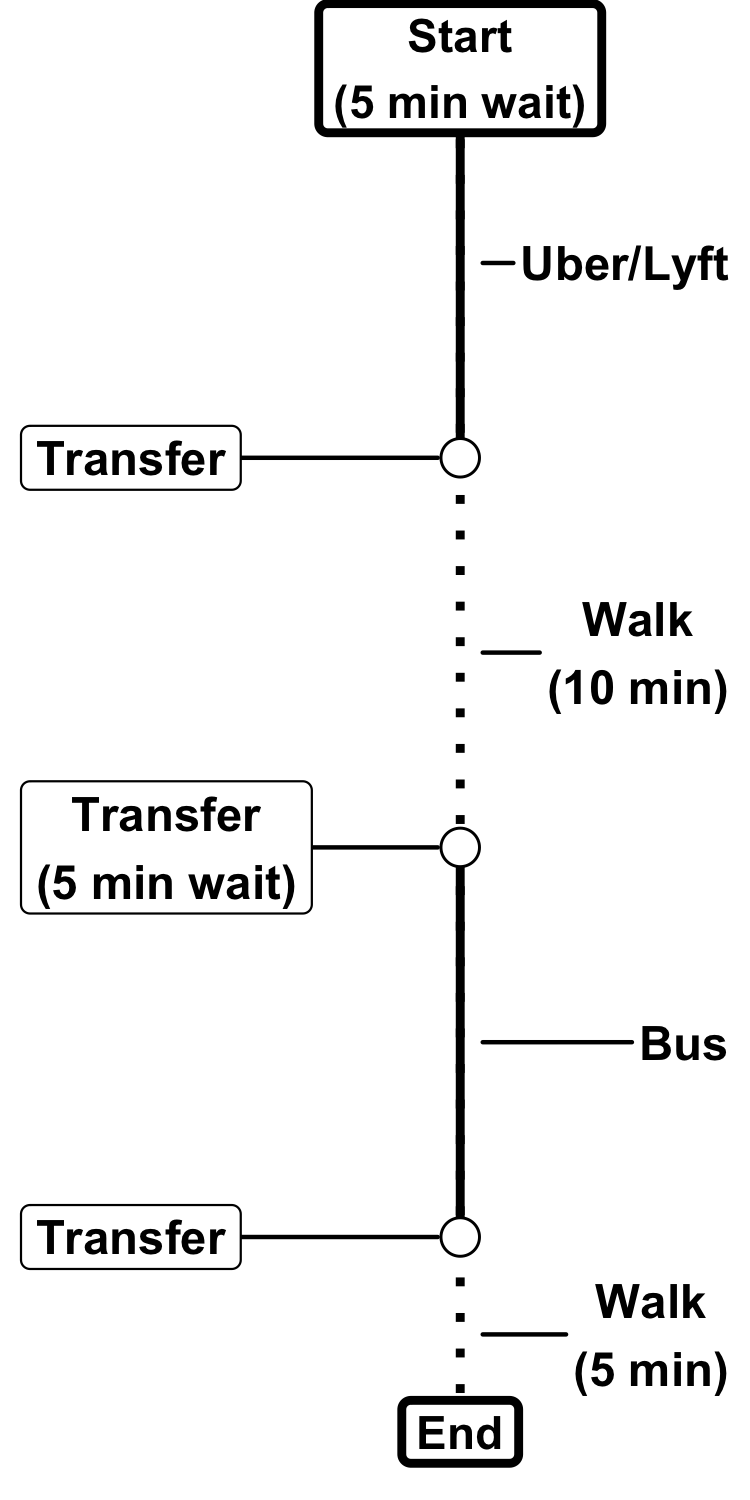 Start
(5 min wait)
Uber/Lyft
Transfer
Walk
(10 min)
Transfer
(5 min wait)
Bus
Transfer
Walk
(5 min)
End